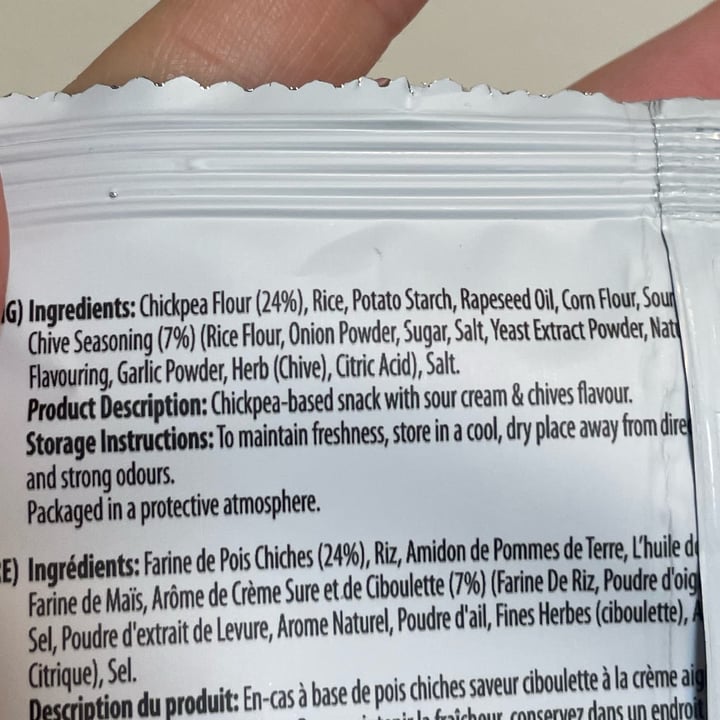 G) Ingredients: Chickpea Flour (24%), Rice, Potato Starch, Rapeseed Oil, Corn Flour, Sour
Chive Seasoning (7%) (Rice Flour, Onion Powder, Sugar, Salt, Yeast Extract Powder,
Flavouring, Garlic Powder, Herb (Chive), Citric Acid), Salt.
Product Description: Chickpea-based snack with sour cream & chives flavour.
Storage Instructions: To maintain freshness, store in a cool, dry place away from
and strong odours.
Packaged in a protective atmosphere.
E) Ingrédients: Farine de Pois Chiches (24%), Riz, Amidon de Pommes de Terre, L'huile
Farine de Maïs, Arôme de Crème Sure et de Ciboulette (7%) (Farine De Riz, Poudre
Sel, Poudre d'extrait de Levure, Arome Naturel, Poudre d'ail, Fines Herbes (ciboulette),
Citrique), Sel.
Description du produit: En-cas à base de pois chiches saveur ciboulette à la crème
la fraîcheur, conservez dans un endroit